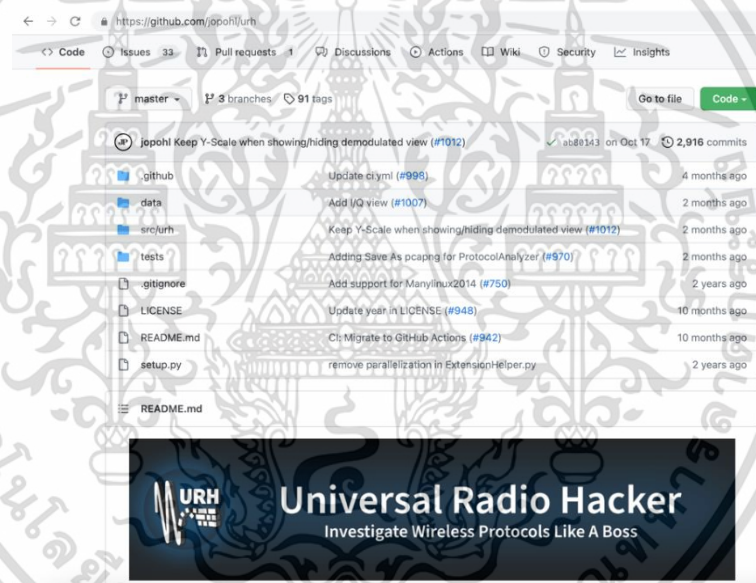 https://github.com/jopohl/urh
Code Issues 33 Pull requests 1 Discussions Actions Wiki Security Insights
master 3 branches 91 tags Go to file Code
jopohl Keep Y-Scale when showing/hiding demodulated view (#1012) ab80143 on Oct 17 2,916 commits
.github Update ci.yml (#998) 4 months ago
data Add I/Q view (#1007) 2 months ago
src/urh Keep Y-Scale when showing/hiding demodulated view (#1012) 2 months ago
tests Adding Save As pcapng for ProtocolAnalyzer (#970) 2 months ago
.gitignore Add support for Manylinux2014 (#750) 2 years ago
LICENSE Update year in LICENSE (#948) 10 months ago
README.md CI: Migrate to GitHub Actions (#942) 10 months ago
setup.py remove parallelization in ExtensionHelper.py 2 years ago
README.md
URH
Universal Radio Hacker
Investigate Wireless Protocols Like A Boss